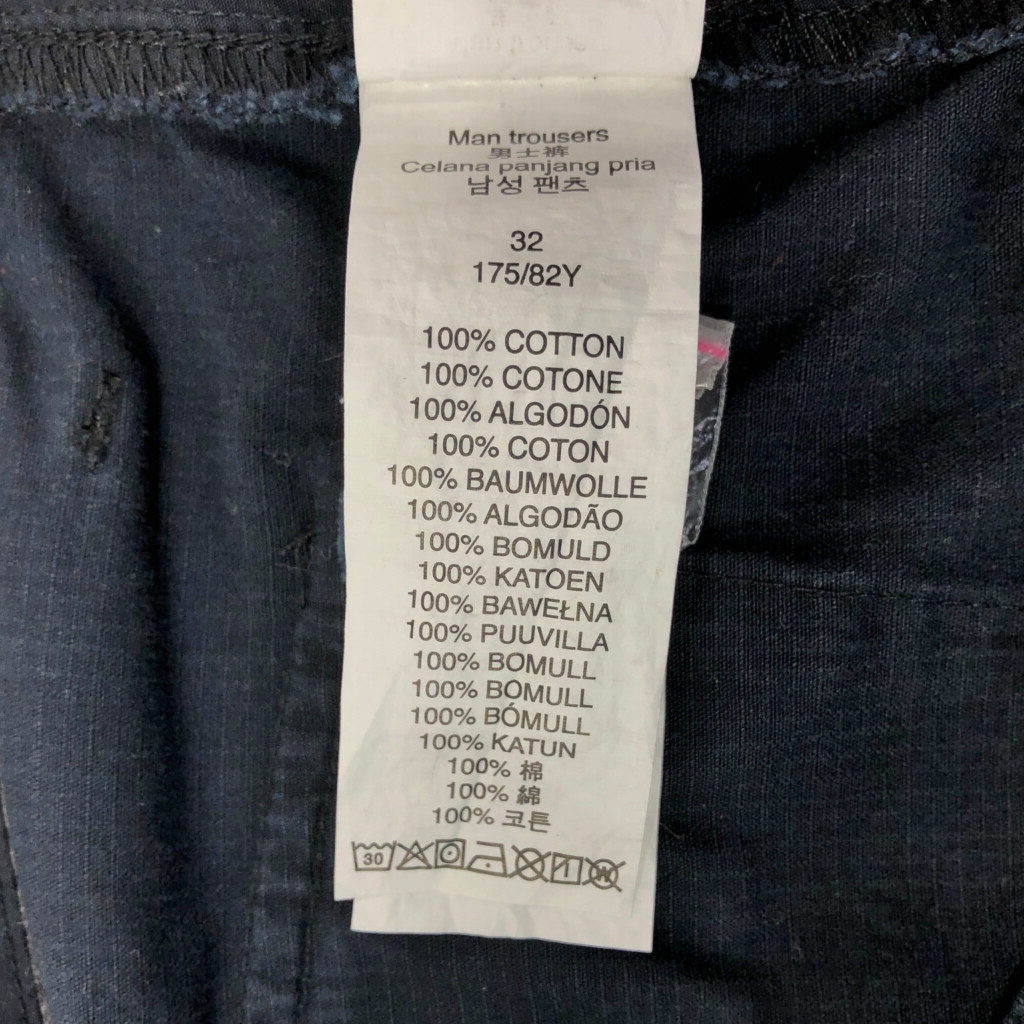 Man trousers
男士裤
Celana panjang pria
남성 팬츠
32
175/82Y
100% COTTON
100% COTONE
100% ALGODÓN
100% COTON
100% BAUMWOLLE
100% ALGODÃO
100% BOMULD
100% KATOEN
100% BAWEŁNA
100% PUUVILLA
100% BOMULL
100% BOMULL
100% BÓMULL
100% KATUN
100% 棉
100% 綿
100% 코튼
30 W